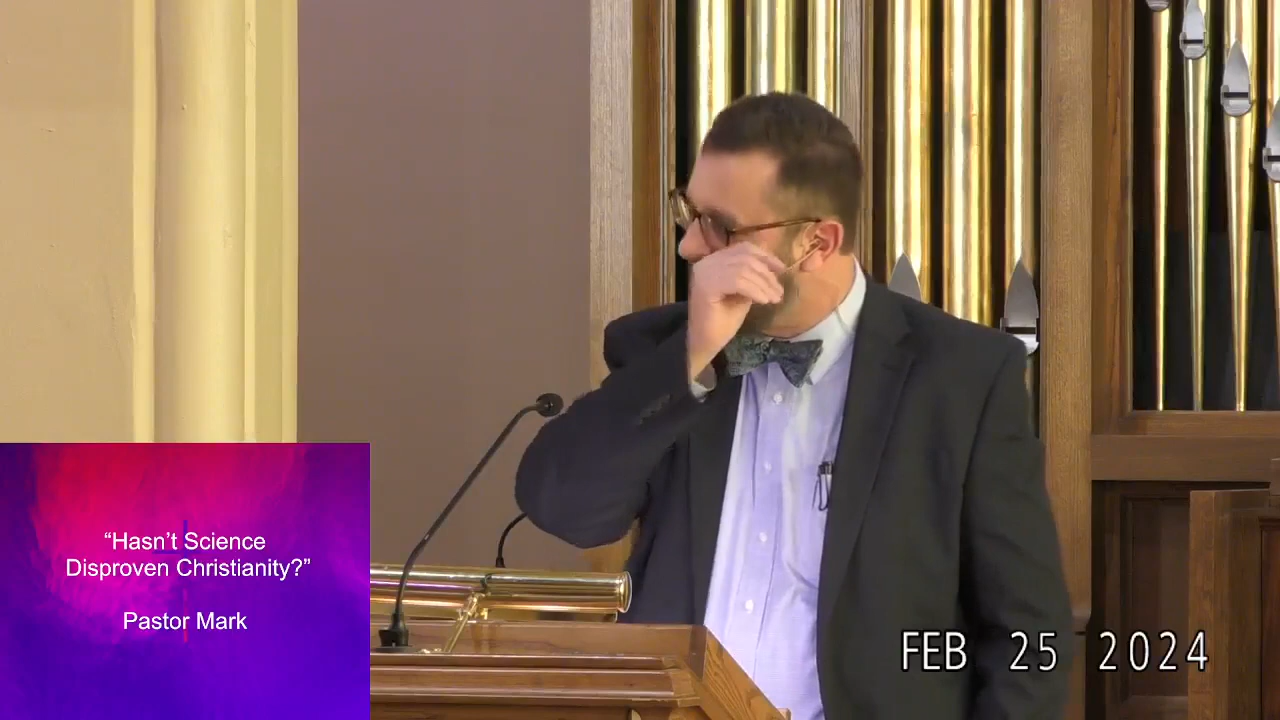 “Hasn’t Science
Disproven Christianity?”
Pastor Mark
FEB 25 2024